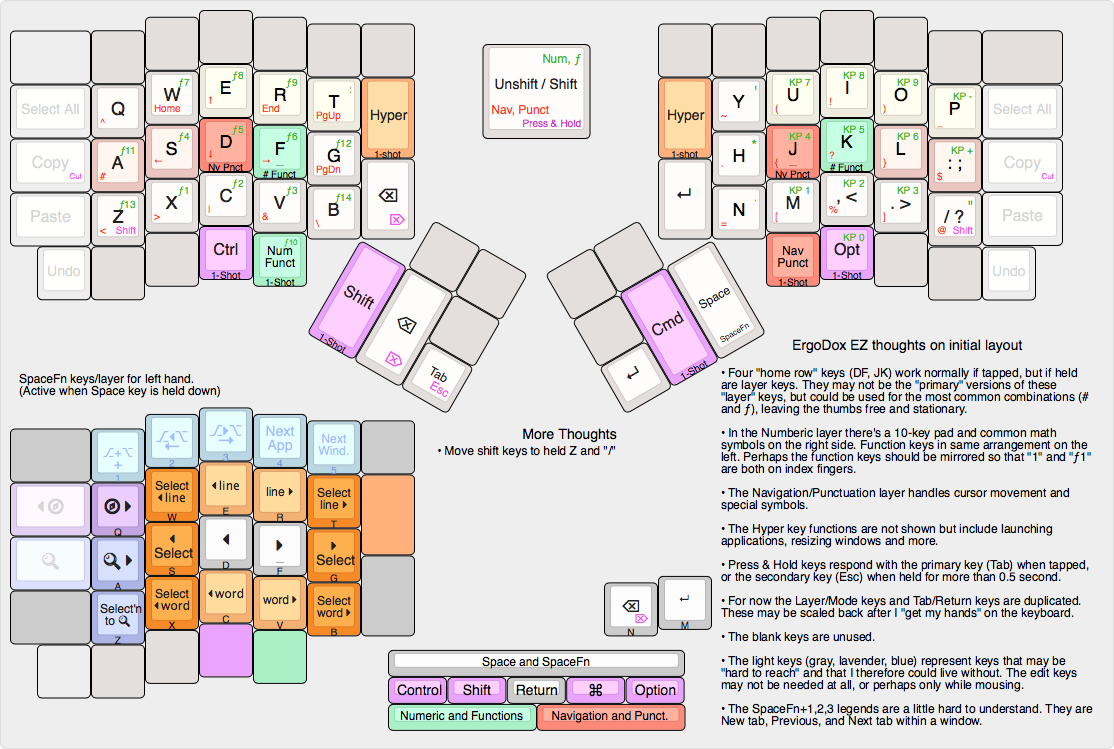 Select All
Q
^
W
ƒ7
Home
E
ƒ8
↑
R
ƒ9
End
T
:
PgUp
Hyper
1-shot
Copy
Cut
A
ƒ11
#
S
ƒ4
←
D
ƒ5
↓
Nv Pnct
F
ƒ6
→
_
# Funct
G
ƒ12
PgDn
⌫
⌦
Paste
Z
ƒ13
<
Shift
X
ƒ1
>
C
ƒ2
|
V
ƒ3
&
B
ƒ14
\
Undo
Ctrl
1-Shot
ƒ10
Num
Funct
1-Shot
Shift
1-Shot
⌫
⌦
Tab
Esc
Num, ƒ
Unshift / Shift
Nav, Punct
Press & Hold
Hyper
1-shot
Y
'
~
U
KP 7
(
I
KP 8
!
O
KP 9
)
P
KP -
_
Select All
↵
H
*
J
KP 4
{
_
Nv Pnct
K
KP 5
?
# Funct
L
KP 6
}
: ;
KP +
$
Copy
Cut
N
=
M
KP 1
[
, <
KP 2
%
. >
KP 3
]
/ ?
"
@
Shift
Paste
Nav
Punct
1-Shot
KP 0
Opt
1-Shot
Undo
Cmd
1-Shot
Space
SpaceFn
↵
ErgoDox EZ thoughts on initial layout
• Four "home row" keys (DF, JK) work normally if tapped, but if held
are layer keys. They may not be the "primary" versions of these
"layer" keys, but could be used for the most common combinations (#
and ƒ), leaving the thumbs free and stationary.
• In the Numberic layer there's a 10-key pad and common math
symbols on the right side. Function keys in same arrangement on the
left. Perhaps the function keys should be mirrored so that "1" and "ƒ1"
are both on index fingers.
• The Navigation/Punctuation layer handles cursor movement and
special symbols.
• The Hyper key functions are not shown but include launching
applications, resizing windows and more.
• Press & Hold keys respond with the primary key (Tab) when tapped,
or the secondary key (Esc) when held for more than 0.5 second.
• For now the Layer/Mode keys and Tab/Return keys are duplicated.
These may be scaled back after I "get my hands" on the keyboard.
• The blank keys are unused.
• The light keys (gray, lavender, blue) represent keys that may be
"hard to reach" and that I therefore could live without. The edit keys
may not be needed at all, or perhaps only while mousing.
• The SpaceFn+1,2,3 legends are a little hard to understand. They are
New tab, Previous, and Next tab within a window.
SpaceFn keys/layer for left hand.
(Active when Space key is held down)
More Thoughts
• Move shift keys to held Z and "/"
1
2
3
Next
App
4
Next
Wind.
5
Q
Select
◂line
W
◂line
E
line▸
R
Select
line▸
T
A
◂
Select
S
◂
D
▸
_
F
▸
Select
G
Select'n
to 🔍
Z
Select
◂word
X
◂word
C
word▸
V
Select
word▸
B
⌫
⌦
N
↵
M
Space and SpaceFn
Control
Shift
Return
⌘
Option
Numeric and Functions
Navigation and Punct.